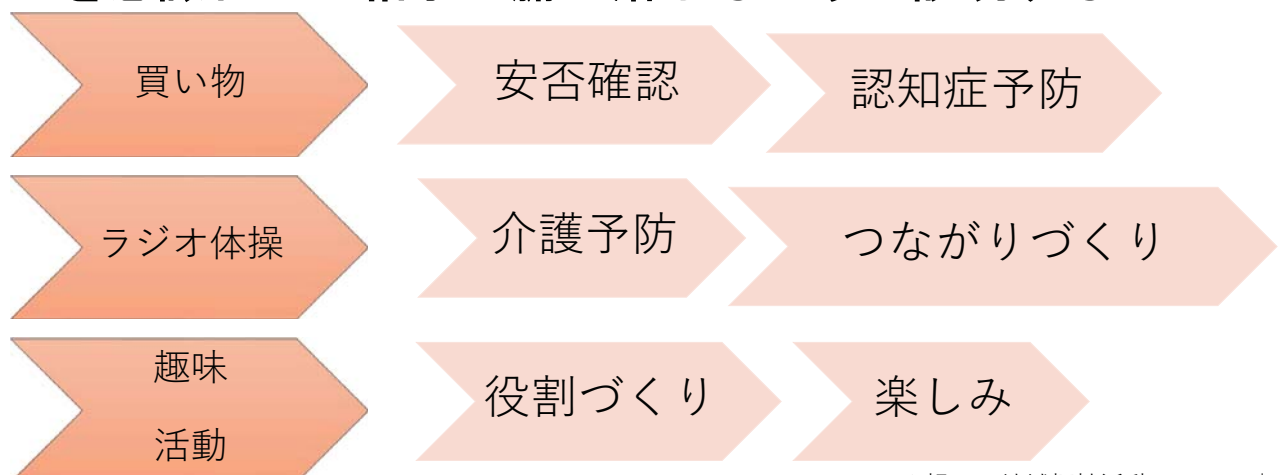 買い物
安否確認
認知症予防
ラジオ体操
介護予防
つながりづくり
趣味
活動
役割づくり
楽しみ